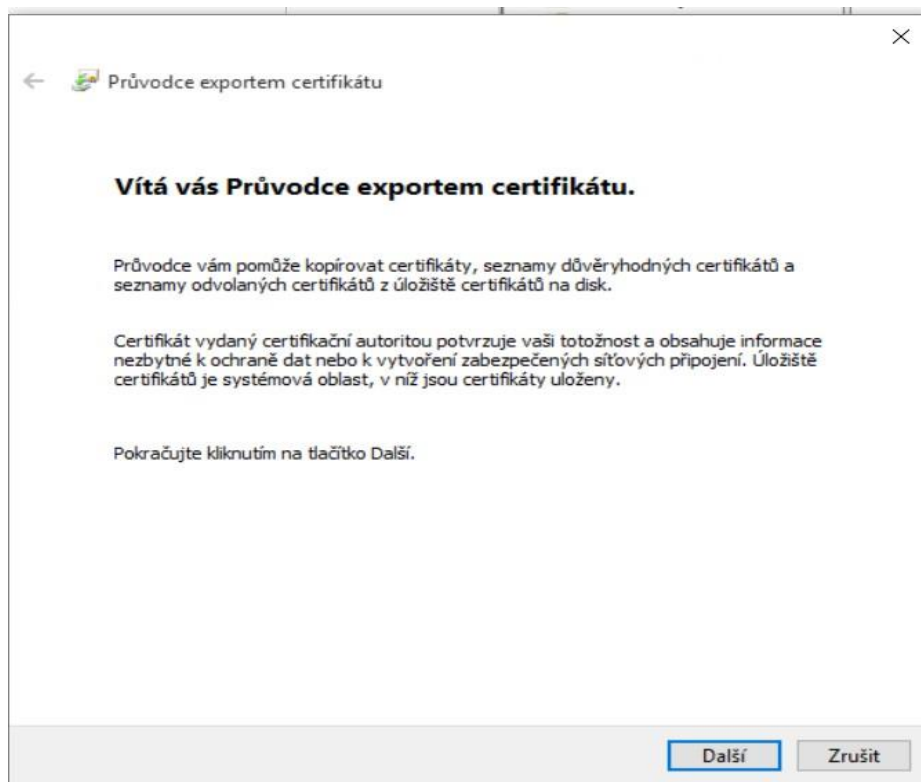 Průvodce exportem certifikátu
Vítá vás Průvodce exportem certifikátu.
Průvodce vám pomůže kopírovat certifikáty, seznamy důvěryhodných certifikátů a
seznamy odvolaných certifikátů z úložiště certifikátů na disk.
Certifikát vydaný certifikační autoritou potvrzuje vaši totožnost a obsahuje informace
nezbytné k ochraně dat nebo k vytvoření zabezpečených síťových připojení. Úložiště
certifikátů je systémová oblast, v níž jsou certifikáty uloženy.
Pokračujte kliknutím na tlačítko Další.
Další
Zrušit